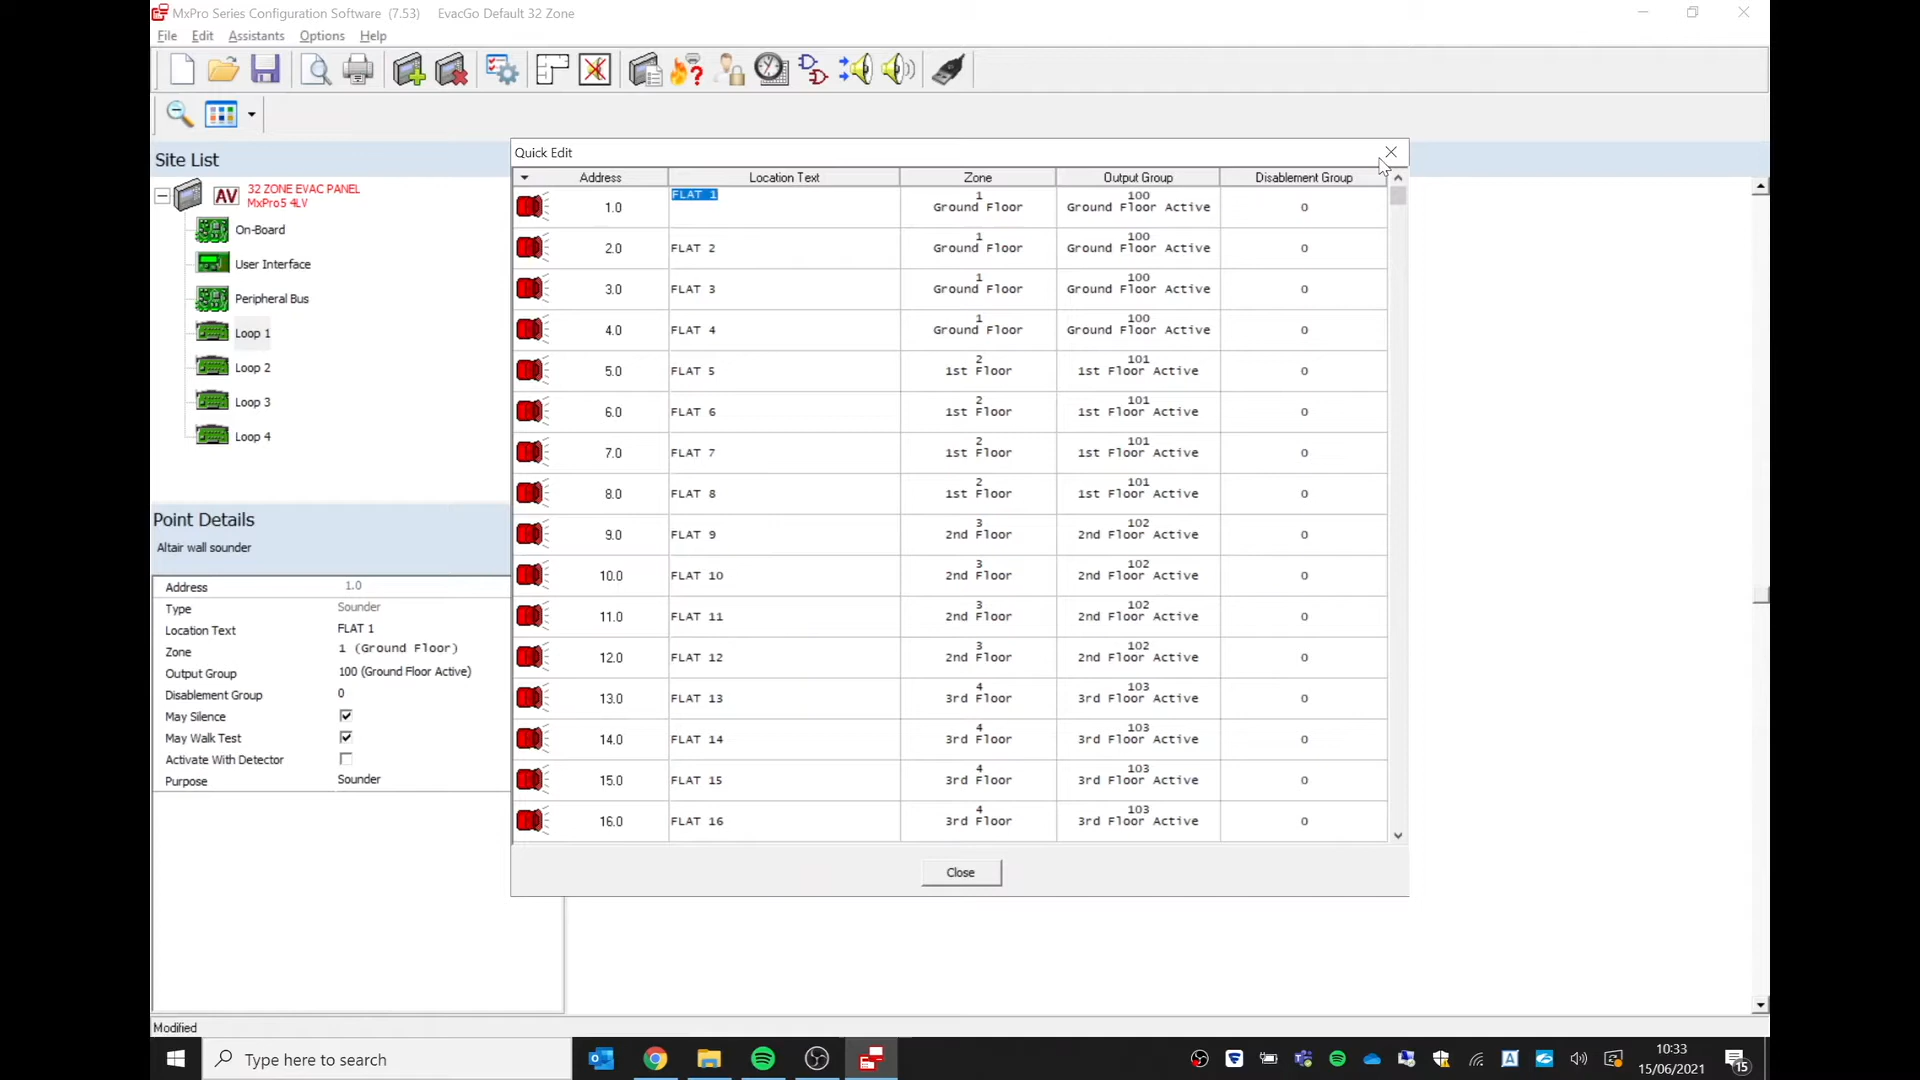 MxPro Series Configuration Software (7.53) EvacGo Default 32 Zone
File Edit Assistants Options Help
Site List
32 ZONE EVAC PANEL
MxPro5 4LV
AV
On-Board
User Interface
Peripheral Bus
Loop 1
Loop 2
Loop 3
Loop 4
Point Details
Altair wall sounder
Address 1.0
Type Sounder
Location Text FLAT 1
Zone 1 (Ground Floor)
Output Group 100 (Ground Floor Active)
Disablement Group 0
May Silence
May Walk Test
Activate With Detector
Purpose Sounder
Quick Edit
Address Location Text Zone Output Group Disablement Group
1.0 FLAT 1 1 Ground Floor 100 Ground Floor Active 0
2.0 FLAT 2 1 Ground Floor 100 Ground Floor Active 0
3.0 FLAT 3 1 Ground Floor 100 Ground Floor Active 0
4.0 FLAT 4 1 Ground Floor 100 Ground Floor Active 0
5.0 FLAT 5 2 1st Floor 101 1st Floor Active 0
6.0 FLAT 6 2 1st Floor 101 1st Floor Active 0
7.0 FLAT 7 2 1st Floor 101 1st Floor Active 0
8.0 FLAT 8 2 1st Floor 101 1st Floor Active 0
9.0 FLAT 9 3 2nd Floor 102 2nd Floor Active 0
10.0 FLAT 10 3 2nd Floor 102 2nd Floor Active 0
11.0 FLAT 11 3 2nd Floor 102 2nd Floor Active 0
12.0 FLAT 12 3 2nd Floor 102 2nd Floor Active 0
13.0 FLAT 13 4 3rd Floor 103 3rd Floor Active 0
14.0 FLAT 14 4 3rd Floor 103 3rd Floor Active 0
15.0 FLAT 15 4 3rd Floor 103 3rd Floor Active 0
16.0 FLAT 16 4 3rd Floor 103 3rd Floor Active 0
Close
Modified
Type here to search
10:33
15/06/2021
15